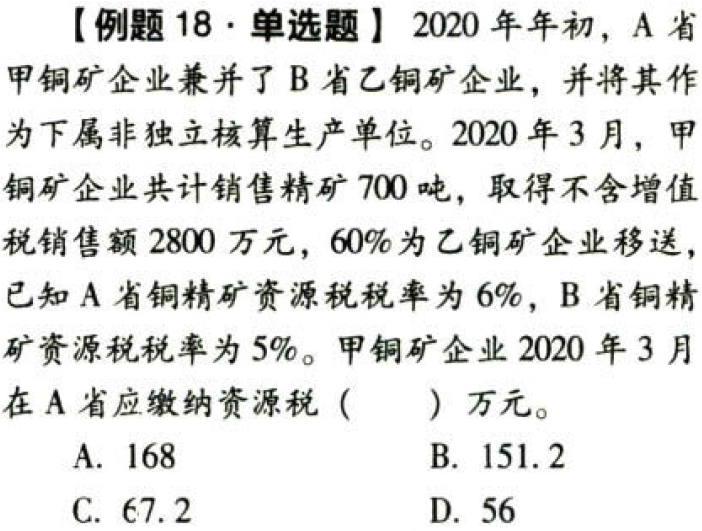 【例题 18·单选题】 2020 年年初，A 省
甲铜矿企业兼并了 B 省乙铜矿企业，并将其作
为下属非独立核算生产单位。2020 年 3 月，甲
铜矿企业共计销售精矿 700 吨，取得不含增值
税销售额 2800 万元，60%为乙铜矿企业移送，
已知 A 省铜精矿资源税税率为 6%，B 省铜精
矿资源税税率为 5%。甲铜矿企业 2020 年 3 月
在 A 省应缴纳资源税（　　）万元。
A. 168　　B. 151.2
C. 67.2　　D. 56